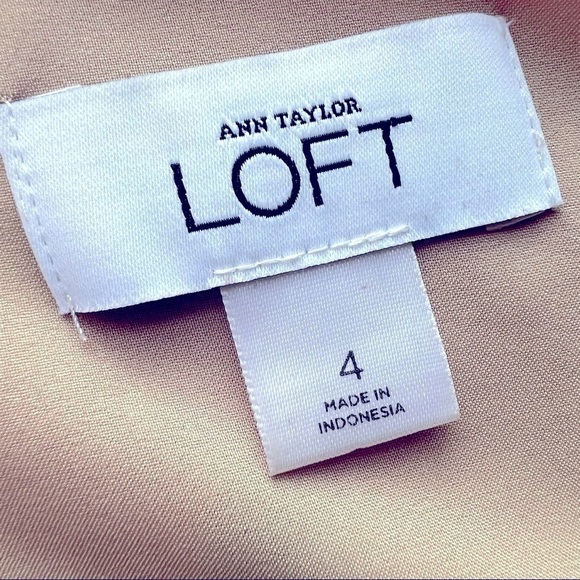 ANN TAYLOR
LOFT
4
MADE IN
INDONESIA